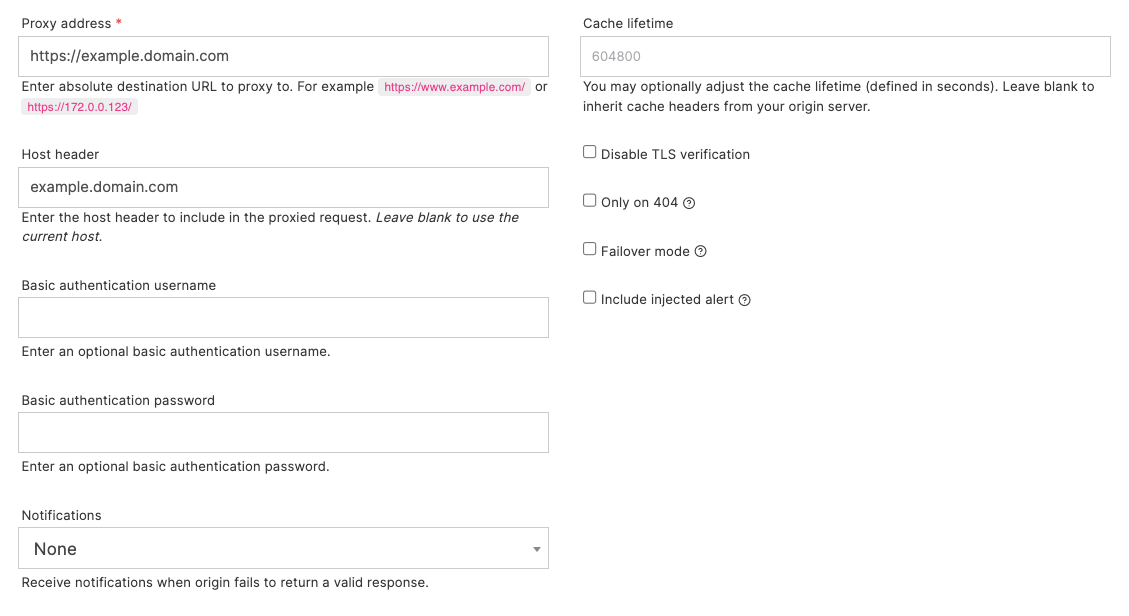 Proxy address *
https://example.domain.com
Enter absolute destination URL to proxy to. For example https://www.example.com/ or
https://172.0.0.123/
Host header
example.domain.com
Enter the host header to include in the proxied request. Leave blank to use the
current host.
Basic authentication username
Enter an optional basic authentication username.
Basic authentication password
Enter an optional basic authentication password.
Notifications
None
Receive notifications when origin fails to return a valid response.
Cache lifetime
604800
You may optionally adjust the cache lifetime (defined in seconds). Leave blank to
inherit cache headers from your origin server.
Disable TLS verification
Only on 404 ?
Failover mode ?
Include injected alert ?